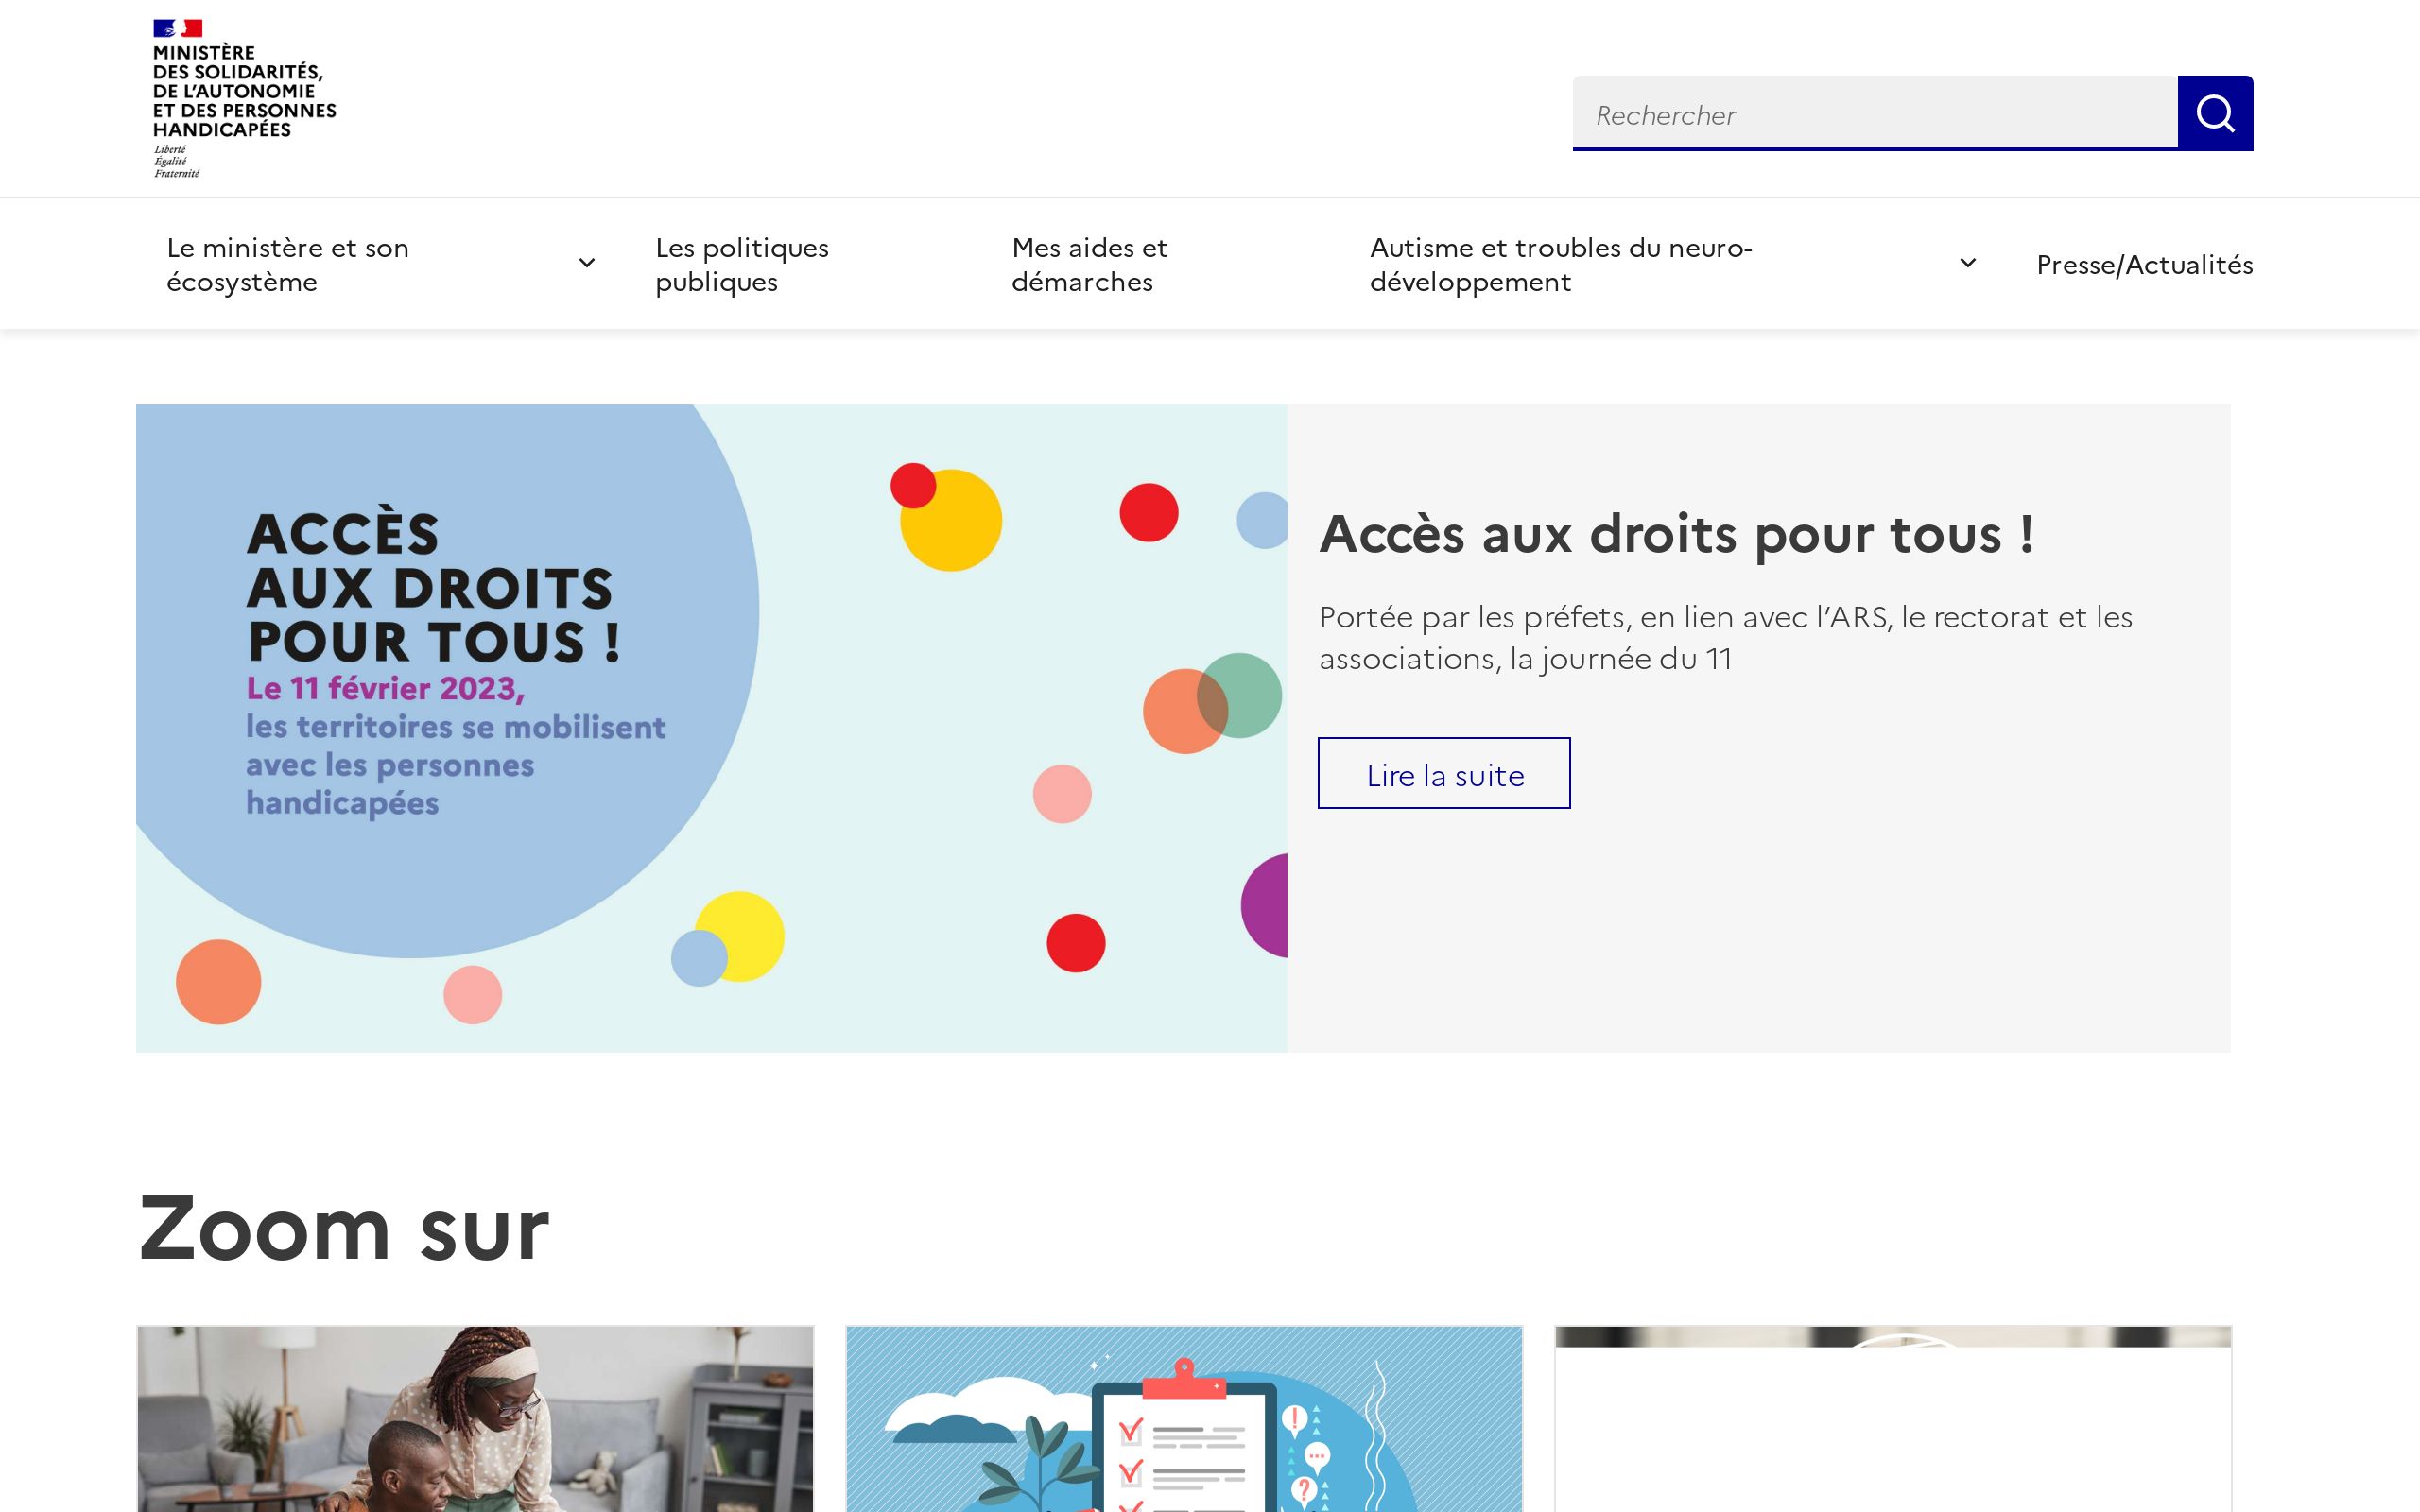 MINISTÈRE
DES SOLIDARITÉS,
DE L'AUTONOMIE
ET DES PERSONNES
HANDICAPÉES
Liberté
Égalité
Fraternité
Rechercher
Le ministère et son
écosystème
Les politiques
publiques
Mes aides et
démarches
Autisme et troubles du neuro-
développement
Presse/Actualités
ACCÈS
AUX DROITS
POUR TOUS !
Le 11 février 2023,
les territoires se mobilisent
avec les personnes
handicapées
Accès aux droits pour tous !
Portée par les préfets, en lien avec l’ARS, le rectorat et les
associations, la journée du 11
Lire la suite
Zoom sur